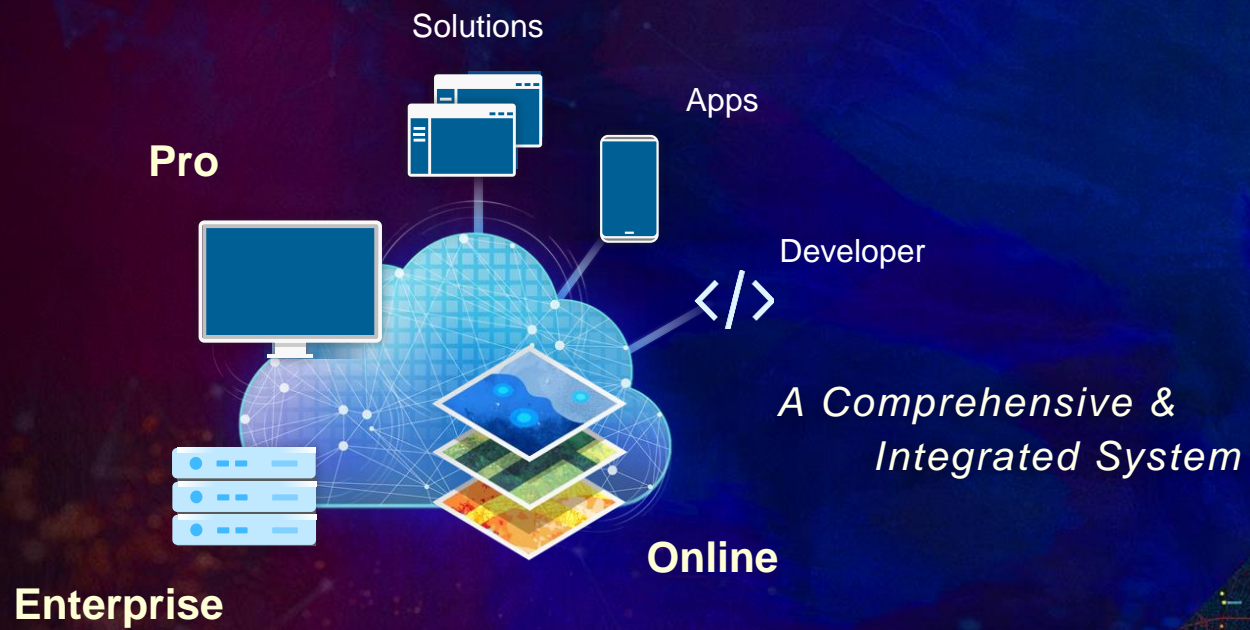 Solutions
Apps
Pro
Developer
A Comprehensive &
Integrated System
Online
Enterprise